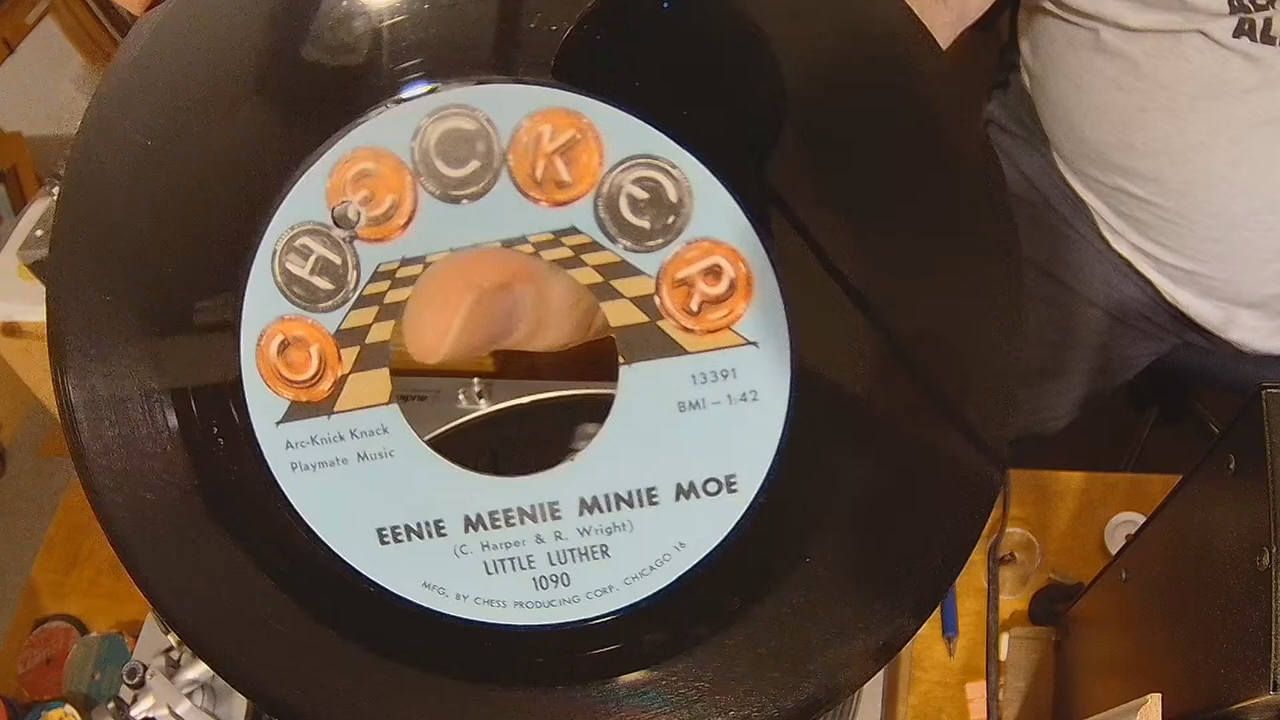 CHECKER
13391
BMI – 1:42
Arc-Knick Knack
Playmate Music
EENIE MEENIE MINIE MOE
(C. Harper & R. Wright)
LITTLE LUTHER
1090
MFG. BY CHESS PRODUCING CORP. CHICAGO 16